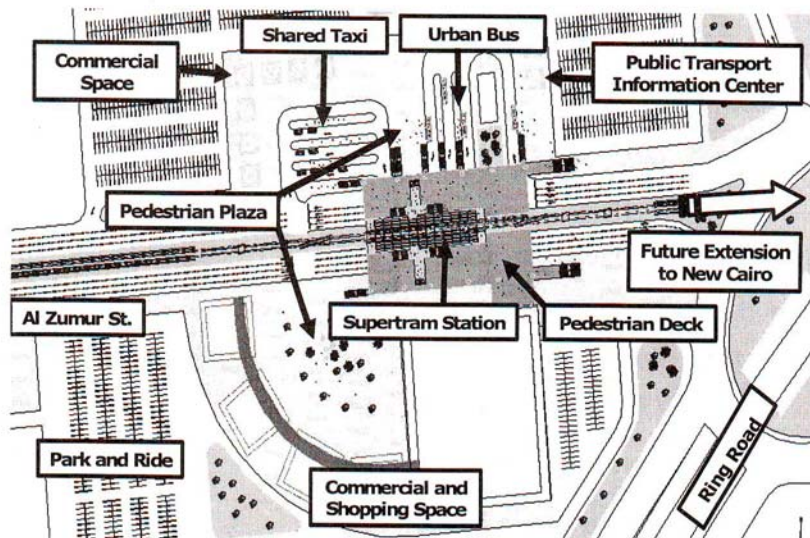 Shared Taxi
Urban Bus
Commercial
Space
Public Transport
Information Center
Pedestrian Plaza
Future Extension
to New Cairo
Al Zumur St.
Supertram Station
Pedestrian Deck
Park and Ride
Commercial and
Shopping Space
Ring Road